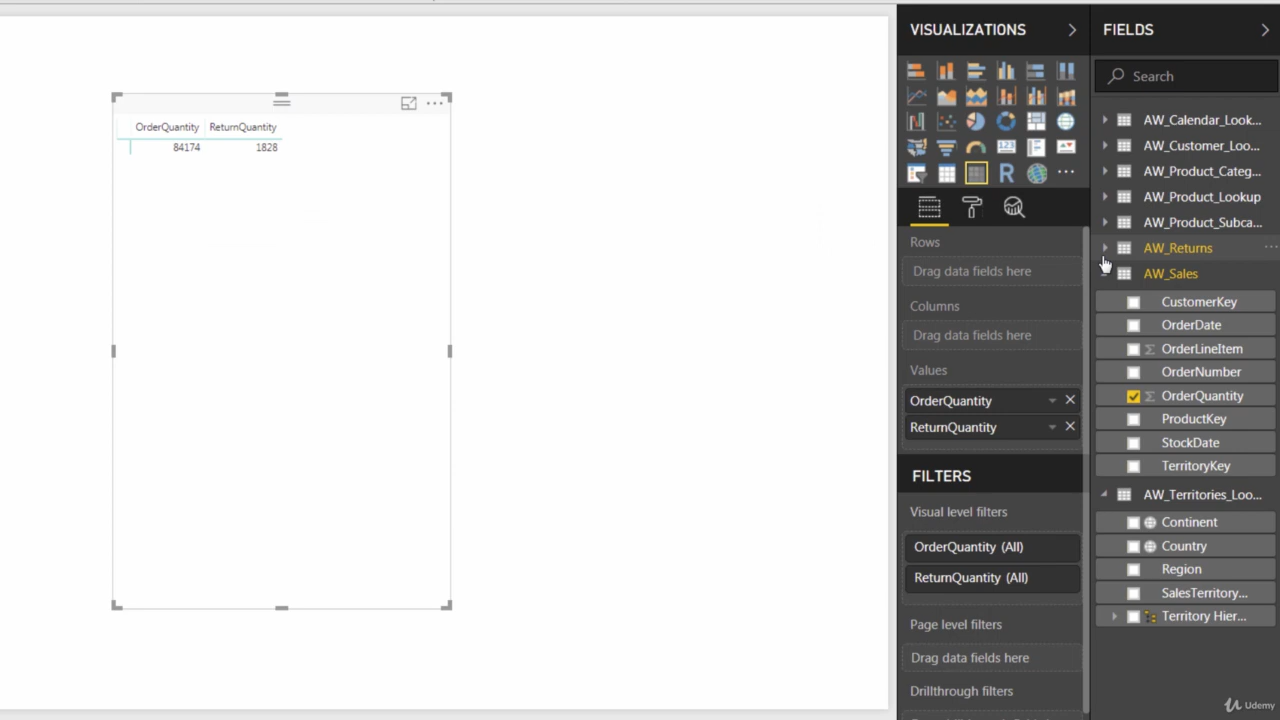 OrderQuantity ReturnQuantity
84174 1828
VISUALIZATIONS
123
R
Rows
Drag data fields here
Columns
Drag data fields here
Values
OrderQuantity
ReturnQuantity
FILTERS
Visual level filters
OrderQuantity (All)
ReturnQuantity (All)
Page level filters
Drag data fields here
Drillthrough filters
FIELDS
Search
AW_Calendar_Look...
AW_Customer_Loo...
AW_Product_Categ...
AW_Product_Lookup
AW_Product_Subca...
AW_Returns
AW_Sales
CustomerKey
OrderDate
Σ OrderLineItem
OrderNumber
Σ OrderQuantity
ProductKey
StockDate
TerritoryKey
AW_Territories_Loo...
Continent
Country
Region
SalesTerritory...
Territory Hier...
Udemy